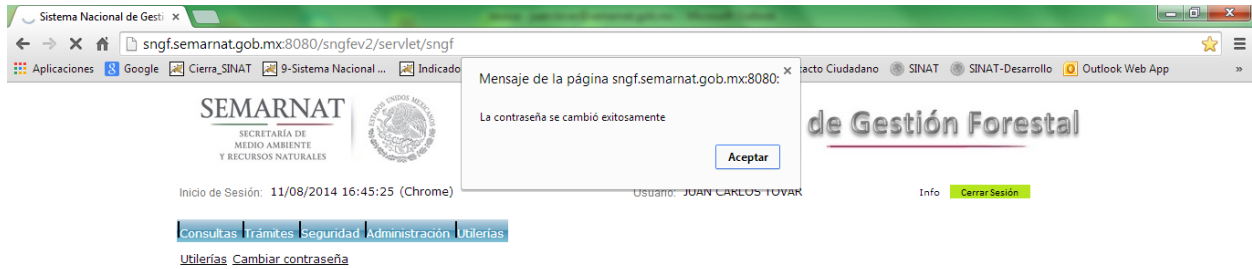 Sistema Nacional de Gesti
sngf.semarnat.gob.mx:8080/sngfev2/servlet/sngf
Aplicaciones Google Cierra_SINAT 9-Sistema Nacional ... Indicado tacto Ciudadano SINAT SINAT-Desarrollo Outlook Web App »
Mensaje de la página sngf.semarnat.gob.mx:8080:
La contraseña se cambió exitosamente
Aceptar
SEMARNAT
SECRETARÍA DE
MEDIO AMBIENTE
Y RECURSOS NATURALES
ESTADOS UNIDOS MEXICANOS
de Gestión Forestal
Inicio de Sesión: 11/08/2014 16:45:25 (Chrome) Usuario: JUAN CARLOS TOVAR Info Cerrar Sesión
Consultas Trámites Seguridad Administración Utilerías
Utilerías Cambiar contraseña